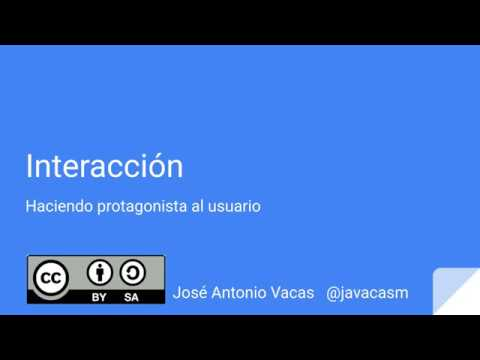 Interacción
Haciendo protagonista al usuario
cc
BY SA
José Antonio Vacas @javacasm